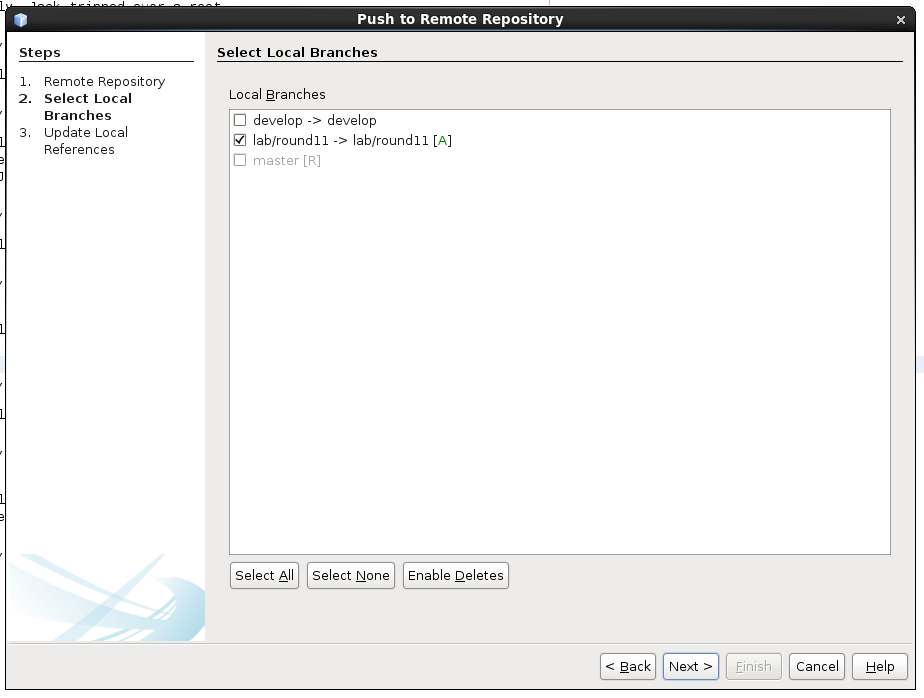 Push to Remote Repository
Steps
1. Remote Repository
2. Select Local
Branches
3. Update Local
References
Select Local Branches
Local Branches
develop -> develop
lab/round11 -> lab/round11 [A]
master [R]
Select All
Select None
Enable Deletes
< Back
Next >
Finish
Cancel
Help